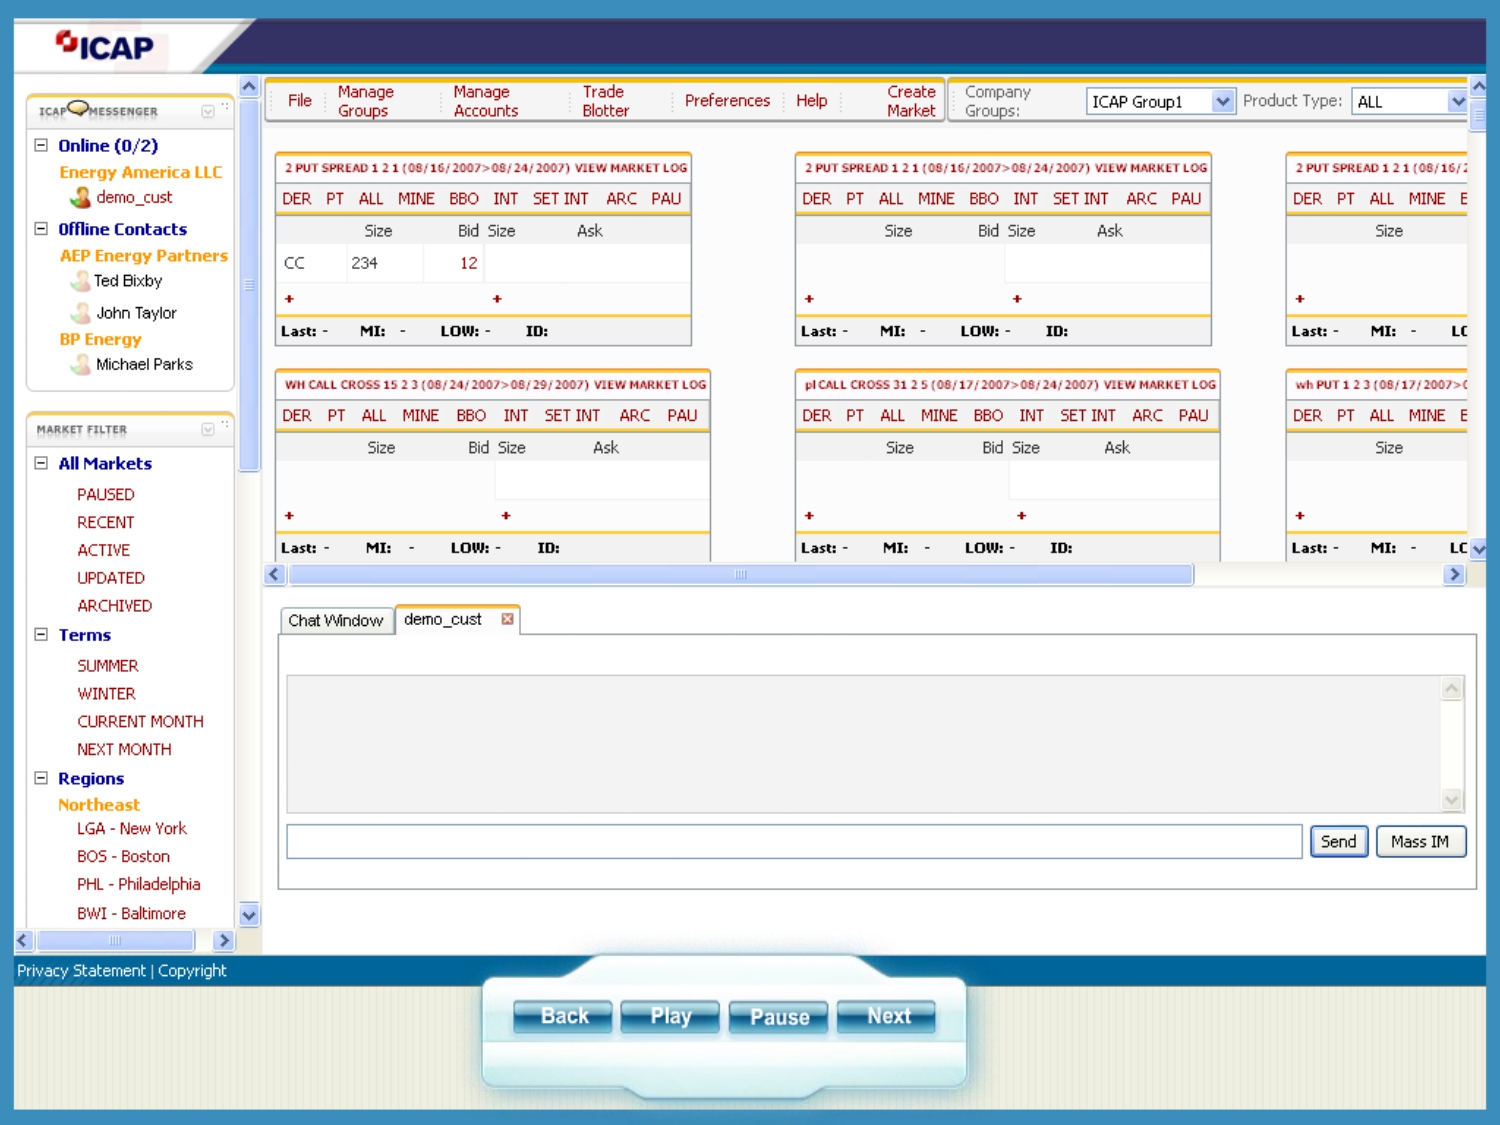 ICAP
File
Manage Groups
Manage Accounts
Trade Blotter
Preferences
Help
Create Market
Company Groups:
ICAP Group1
Product Type:
ALL
ICAP MESSENGER
Online (0/2)
Energy America LLC
demo_cust
Offline Contacts
AEP Energy Partners
Ted Bixby
John Taylor
BP Energy
Michael Parks
MARKET FILTER
All Markets
PAUSED
RECENT
ACTIVE
UPDATED
ARCHIVED
Terms
SUMMER
WINTER
CURRENT MONTH
NEXT MONTH
Regions
Northeast
LGA - New York
BOS - Boston
PHL - Philadelphia
BWI - Baltimore
2 PUT SPREAD 1 2 1 (08/16/2007>08/24/2007) VIEW MARKET LOG
DER PT ALL MINE BBO INT SET INT ARC PAU
Size Bid Size Ask
CC 234 12
+ +
Last: - MI: - LOW: - ID:
2 PUT SPREAD 1 2 1 (08/16/2007>08/24/2007) VIEW MARKET LOG
DER PT ALL MINE BBO INT SET INT ARC PAU
Size Bid Size Ask
+ +
Last: - MI: - LOW: - ID:
2 PUT SPREAD 1 2 1 (08/16/2
DER PT ALL MINE
Size
+
Last: - MI: - LO
WH CALL CROSS 15 2 3 (08/24/2007>08/29/2007) VIEW MARKET LOG
DER PT ALL MINE BBO INT SET INT ARC PAU
Size Bid Size Ask
+ +
Last: - MI: - LOW: - ID:
pl CALL CROSS 31 2 5 (08/17/2007>08/24/2007) VIEW MARKET LOG
DER PT ALL MINE BBO INT SET INT ARC PAU
Size Bid Size Ask
+ +
Last: - MI: - LOW: - ID:
wh PUT 1 2 3 (08/17/2007>
DER PT ALL MINE
Size
+
Last: - MI: - LO
Chat Window
demo_cust
Send
Mass IM
Privacy Statement | Copyright
Back
Play
Pause
Next